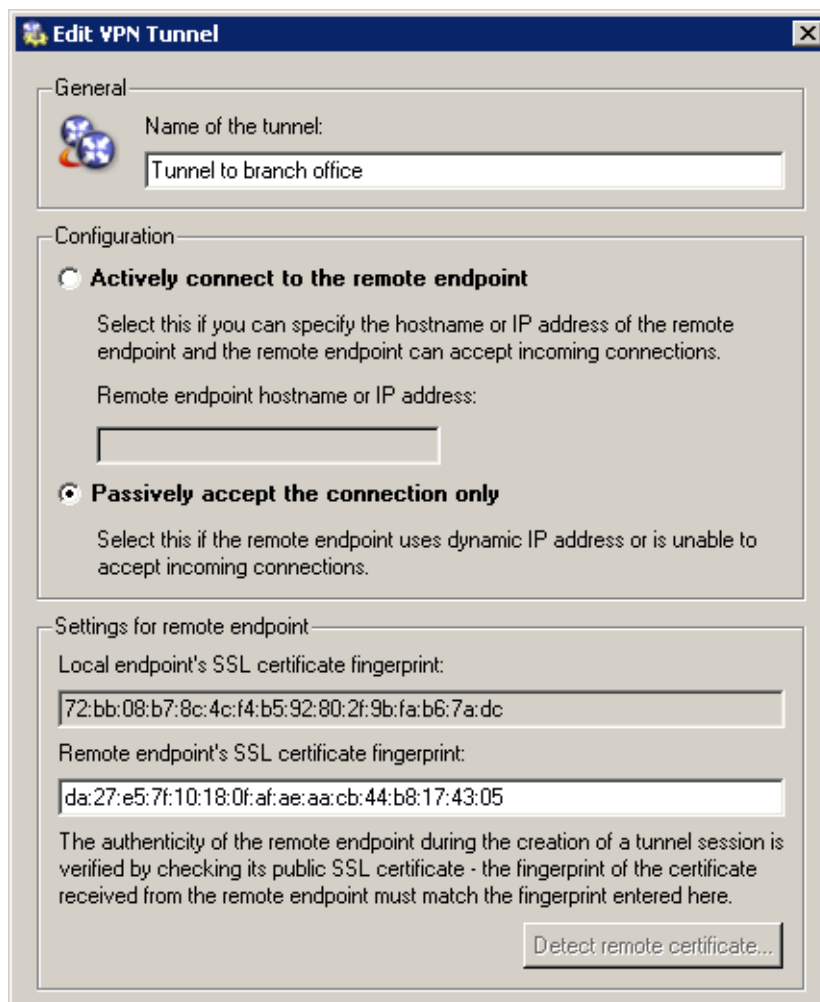 Edit VPN Tunnel
General
Name of the tunnel:
Tunnel to branch office
Configuration
Actively connect to the remote endpoint
Select this if you can specify the hostname or IP address of the remote
endpoint and the remote endpoint can accept incoming connections.
Remote endpoint hostname or IP address:
Passively accept the connection only
Select this if the remote endpoint uses dynamic IP address or is unable to
accept incoming connections.
Settings for remote endpoint
Local endpoint's SSL certificate fingerprint:
72:bb:08:b7:8c:4c:f4:b5:92:80:2f:9b:fa:b6:7a:dc
Remote endpoint's SSL certificate fingerprint:
da:27:e5:7f:10:18:0f:af:ae:aa:cb:44:b8:17:43:05
The authenticity of the remote endpoint during the creation of a tunnel session is
verified by checking its public SSL certificate - the fingerprint of the certificate
received from the remote endpoint must match the fingerprint entered here.
Detect remote certificate...